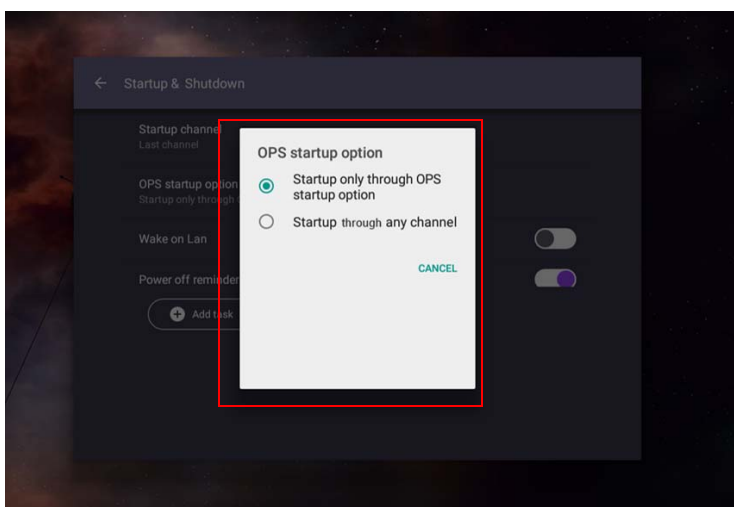 Startup & Shutdown
Startup channel
Last channel
OPS startup option
Startup only through
Wake on Lan
Power off reminder
Add task
OPS startup option
Startup only through OPS
startup option
Startup through any channel
CANCEL